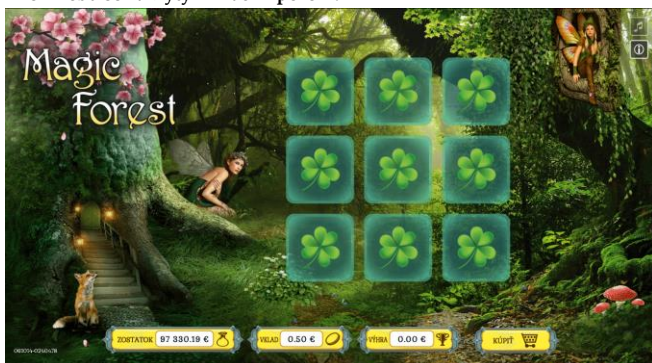 Magic
Forest
ZOSTATOK 97 330.19 € VKLAD 0.50 € VÝHRA 0.00 € KÚPIŤ